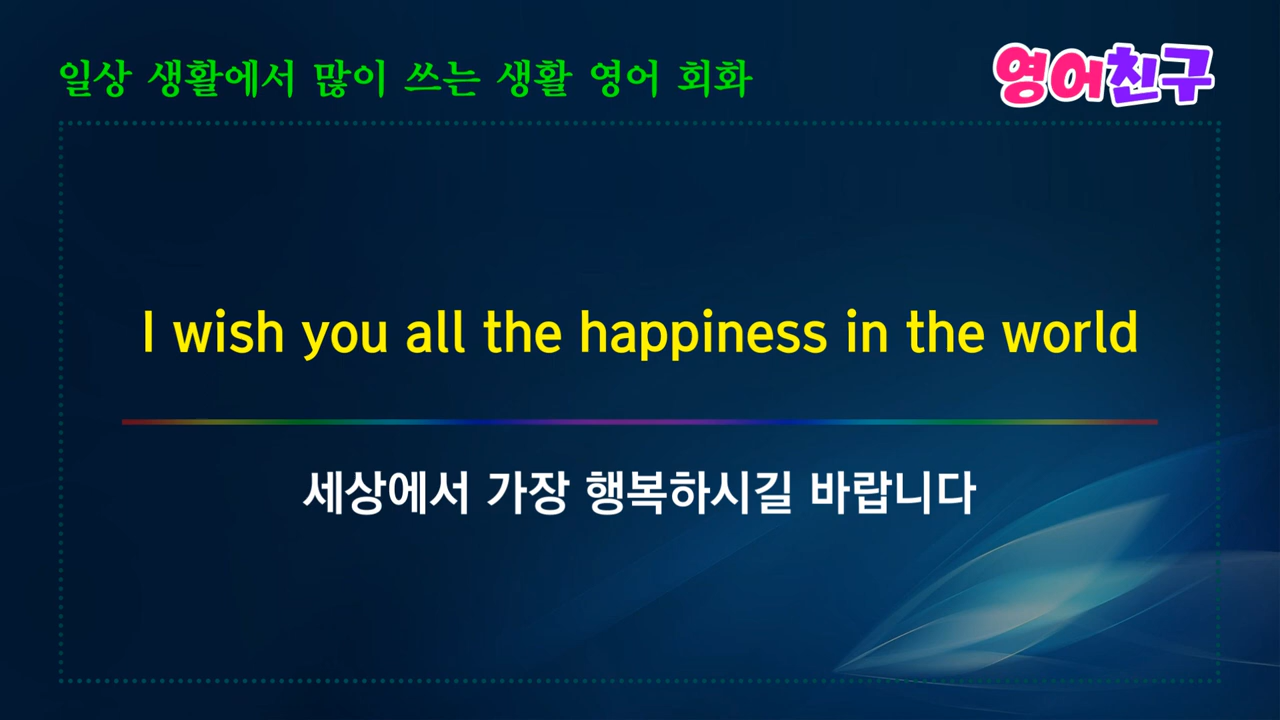 일상 생활에서 많이 쓰는 생활 영어 회화
영어친구
I wish you all the happiness in the world
세상에서 가장 행복하시길 바랍니다